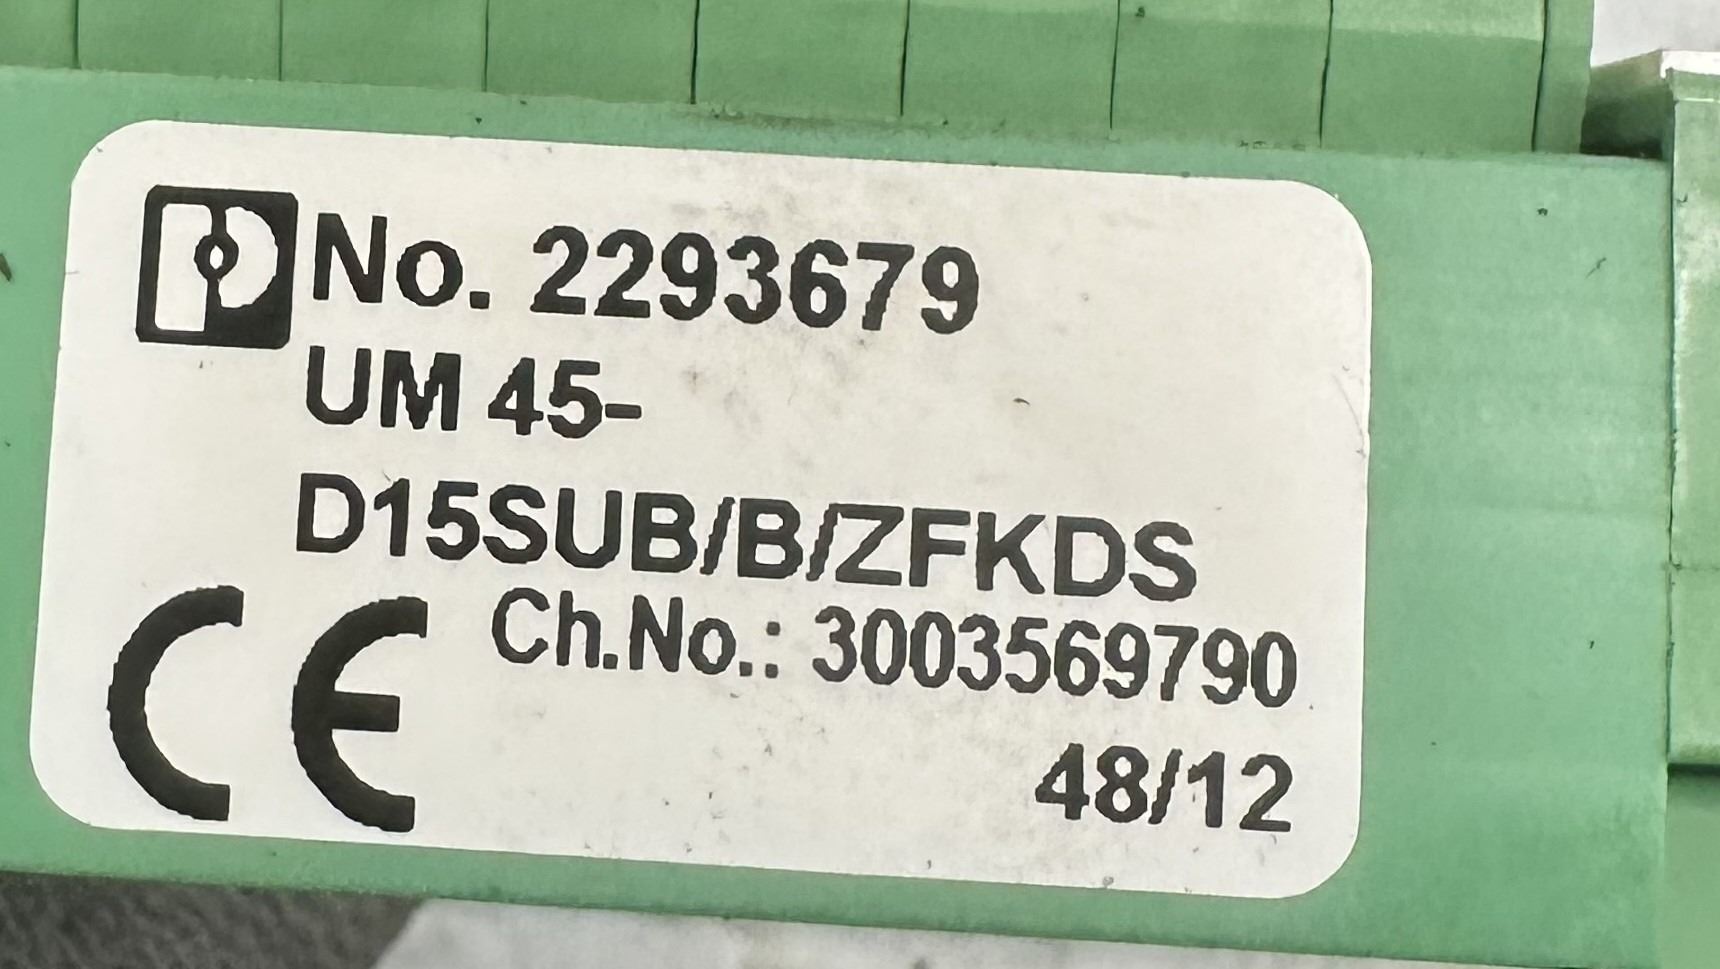 No. 2293679
UM 45-
D15SUB/B/ZFKDS
CE
Ch.No.: 3003569790
48/12